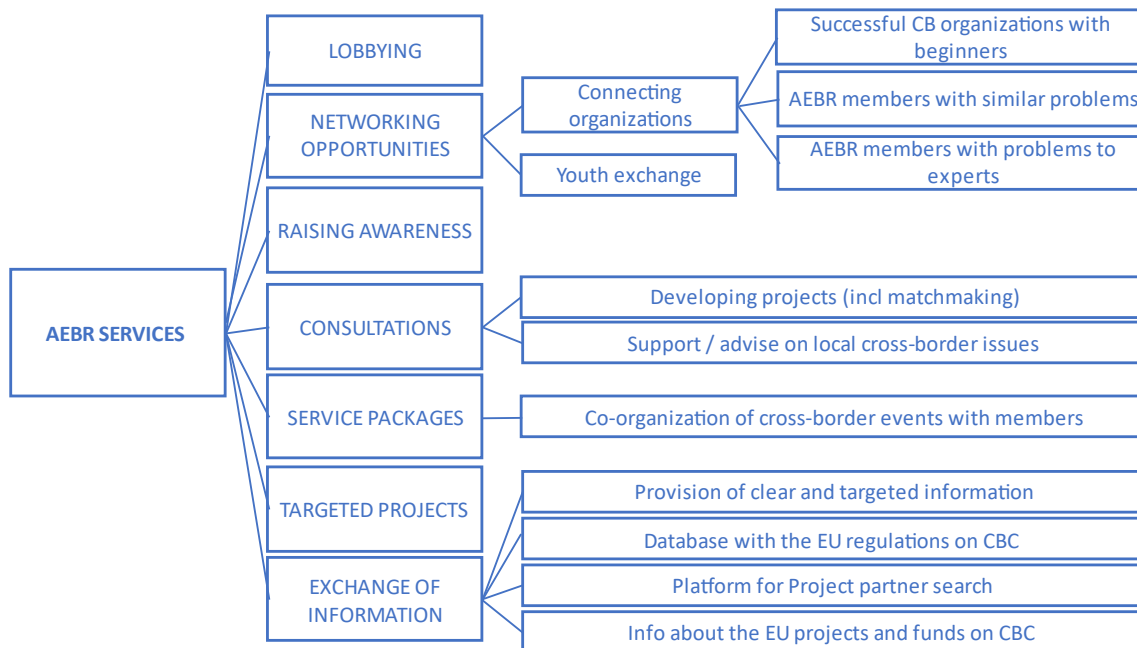 AEBR SERVICES
LOBBYING
NETWORKING
OPPORTUNITIES
Connecting
organizations
Successful CB organizations with
beginners
AEBR members with similar problems
AEBR members with problems to
experts
Youth exchange
RAISING AWARENESS
CONSULTATIONS
Developing projects (incl matchmaking)
Support / advise on local cross-border issues
SERVICE PACKAGES
Co-organization of cross-border events with members
TARGETED PROJECTS
EXCHANGE OF
INFORMATION
Provision of clear and targeted information
Database with the EU regulations on CBC
Platform for Project partner search
Info about the EU projects and funds on CBC